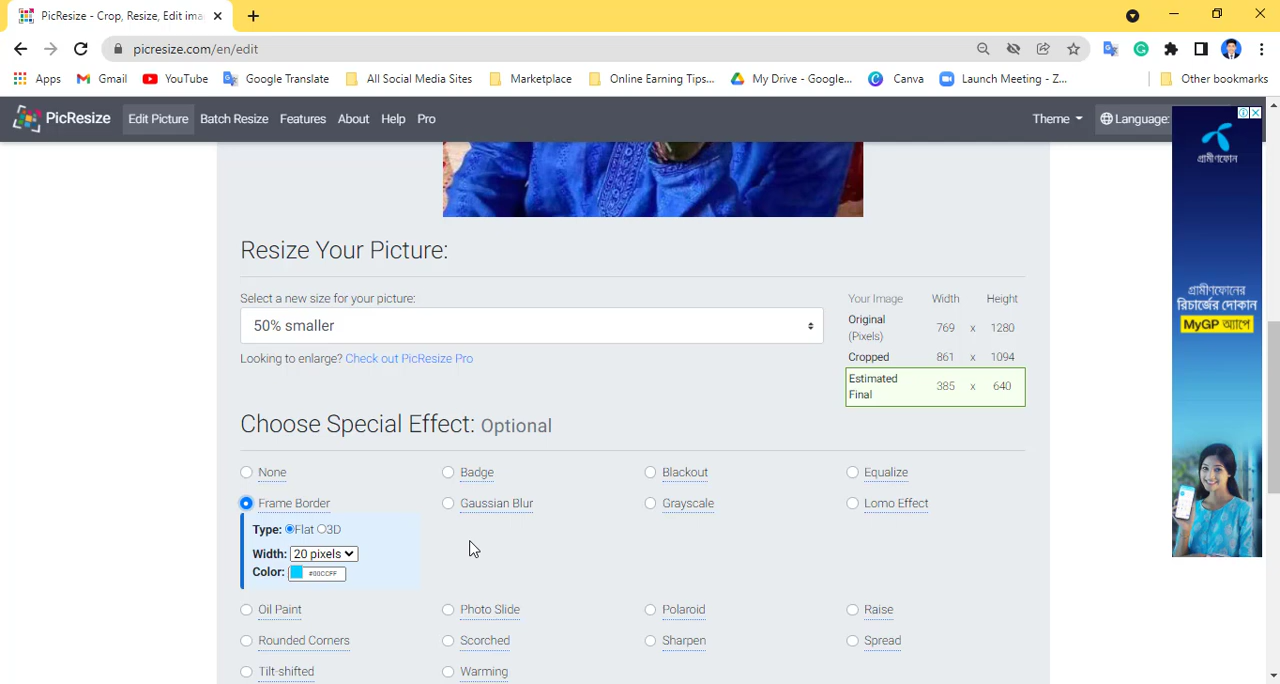 PicResize - Crop, Resize, Edit ima
picresize.com/en/edit
Apps Gmail YouTube Google Translate All Social Media Sites Marketplace Online Earning Tips... My Drive - Google... Canva Launch Meeting - Z... Other bookmarks
PicResize Edit Picture Batch Resize Features About Help Pro Theme Language:
গ্রামীণফোন
গ্রামীণফোনের
রিচার্জের দোকান
MyGP অ্যাপে
Resize Your Picture:
Select a new size for your picture:
50% smaller
Looking to enlarge? Check out PicResize Pro
Your Image Width Height
Original (Pixels) 769 x 1280
Cropped 861 x 1094
Estimated Final 385 x 640
Choose Special Effect: Optional
None Badge Blackout Equalize
Frame Border Gaussian Blur Grayscale Lomo Effect
Type: Flat 3D
Width: 20 pixels
Color: #00CCFF
Oil Paint Photo Slide Polaroid Raise
Rounded Corners Scorched Sharpen Spread
Tilt-shifted Warming